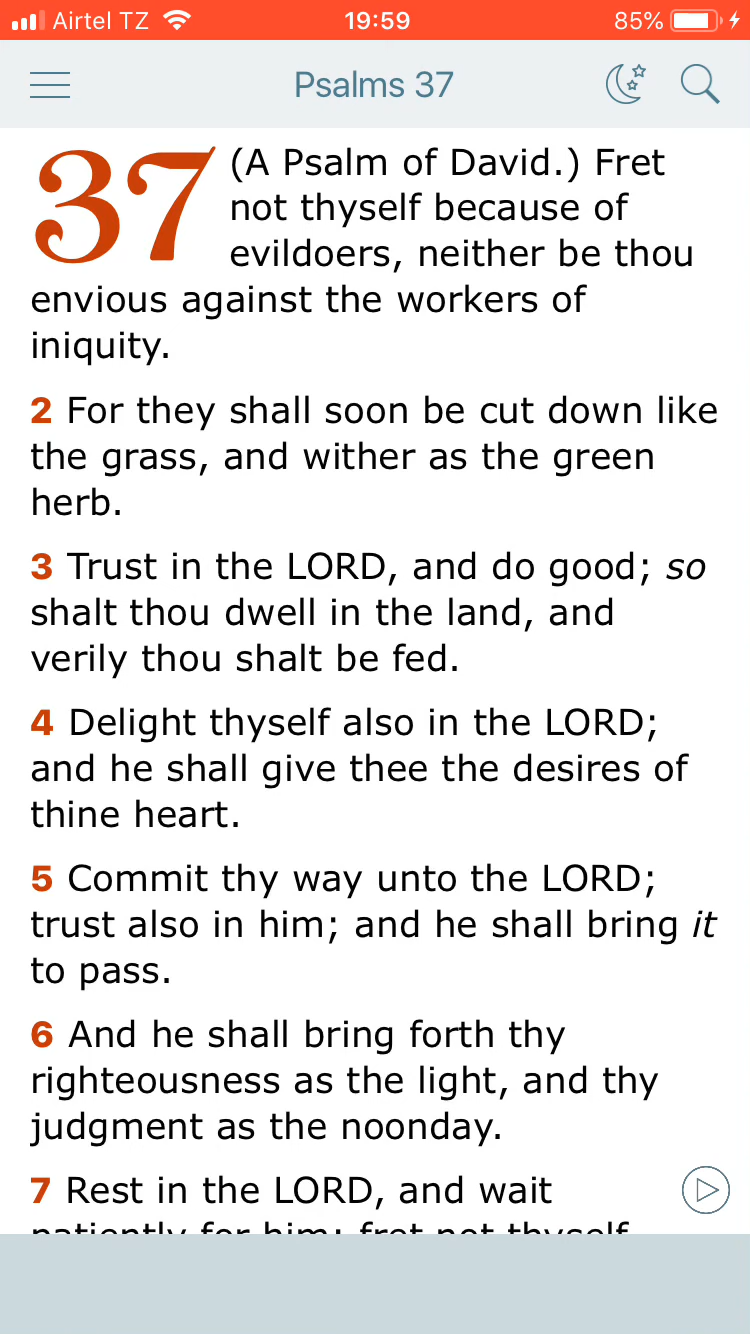 Airtel TZ 19:59 85%
Psalms 37
37 (A Psalm of David.) Fret
not thyself because of
evildoers, neither be thou
envious against the workers of
iniquity.
2 For they shall soon be cut down like
the grass, and wither as the green
herb.
3 Trust in the LORD, and do good; so
shalt thou dwell in the land, and
verily thou shalt be fed.
4 Delight thyself also in the LORD;
and he shall give thee the desires of
thine heart.
5 Commit thy way unto the LORD;
trust also in him; and he shall bring it
to pass.
6 And he shall bring forth thy
righteousness as the light, and thy
judgment as the noonday.
7 Rest in the LORD, and wait
patiently for him: fret not thyself